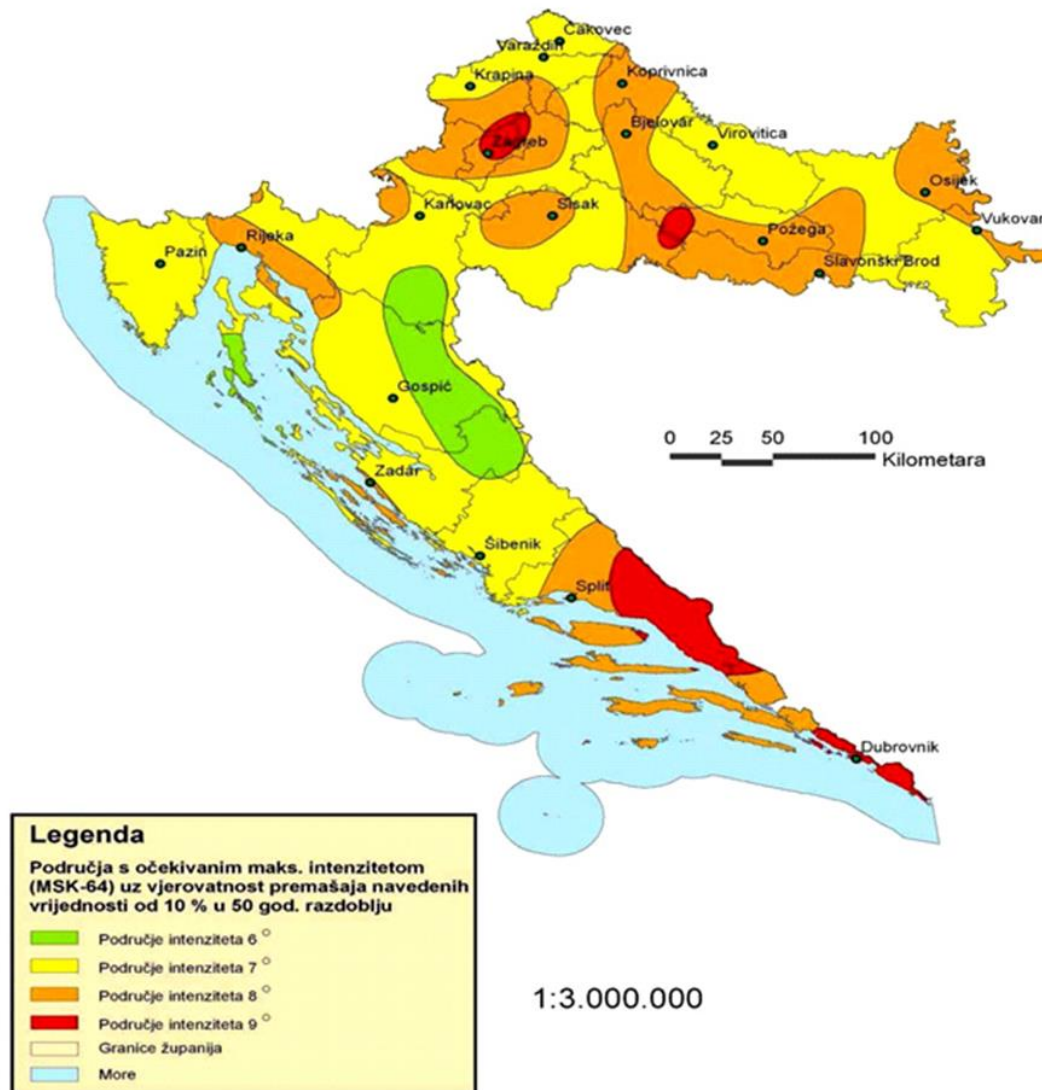 Čakovec
Varaždin
Krapina
Koprivnica
Bjelovar
Zagreb
Virovitica
Osijek
Karlovac
Sisak
Vukovar
Rijeka
Požega
Pazin
Slavonski Brod
Gospić
0 25 50 100
Kilometara
Zadar
Šibenik
Split
Dubrovnik
Legenda
Područja s očekivanim maks. intenzitetom
(MSK-64) uz vjerovatnost premašaja navedenih
vrijednosti od 10 % u 50 god. razdoblju
Područje intenziteta 6 °
Područje intenziteta 7 °
Područje intenziteta 8 °
Područje intenziteta 9 °
Granice županija
More
1:3.000.000